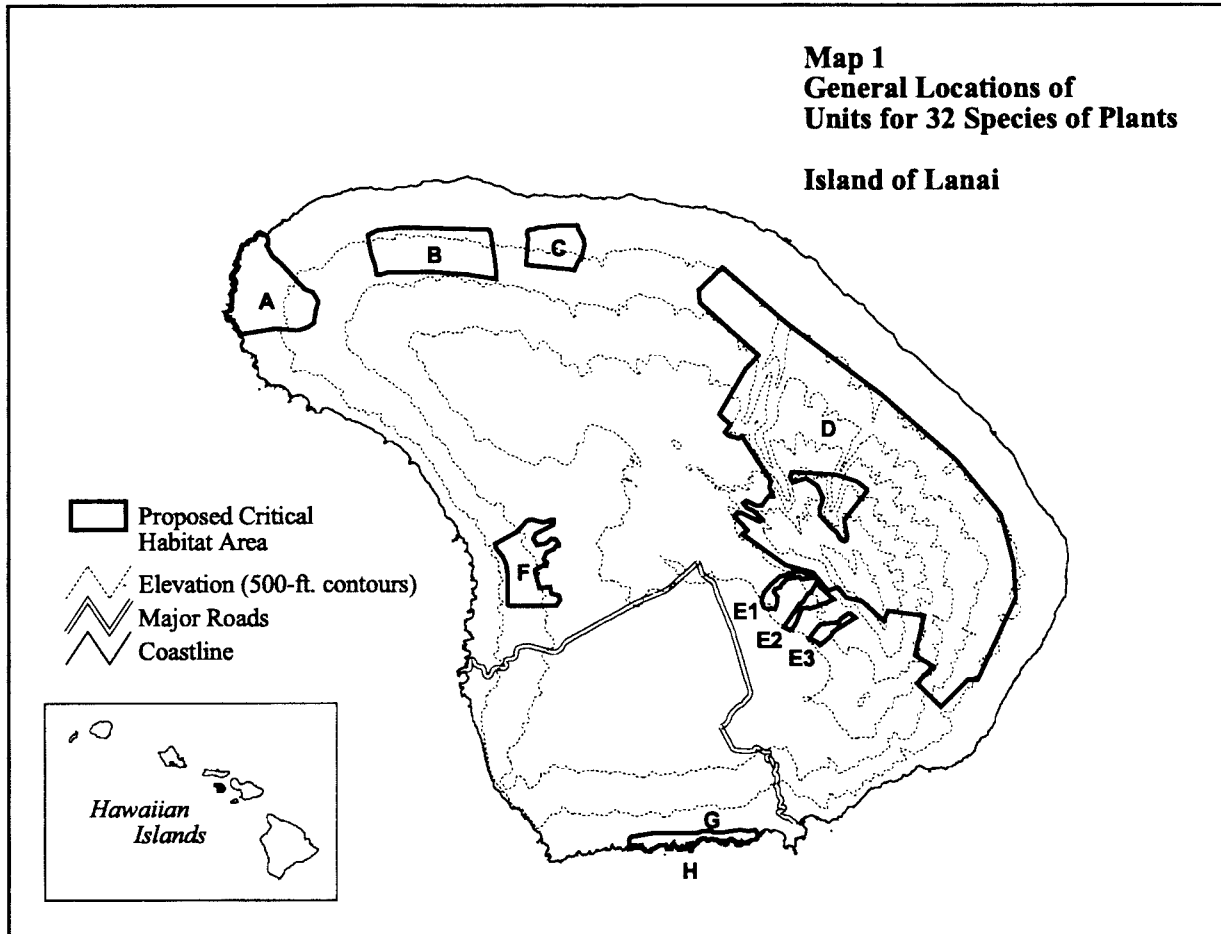 Map 1
General Locations of
Units for 32 Species of Plants
Island of Lanai
A
B
C
D
E1
E2
E3
F
G
H
Proposed Critical
Habitat Area
Elevation (500-ft. contours)
Major Roads
Coastline
Hawaiian
Islands